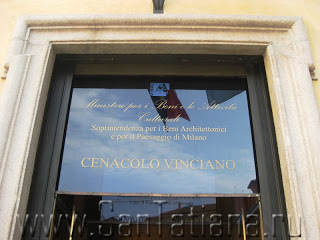 Ministero per i Beni e le Attività
Culturali
Soprintendenza per i Beni Architettonici
e per il Paesaggio di Milano
CENACOLO VINCIANO
www.SanTatiana.ru